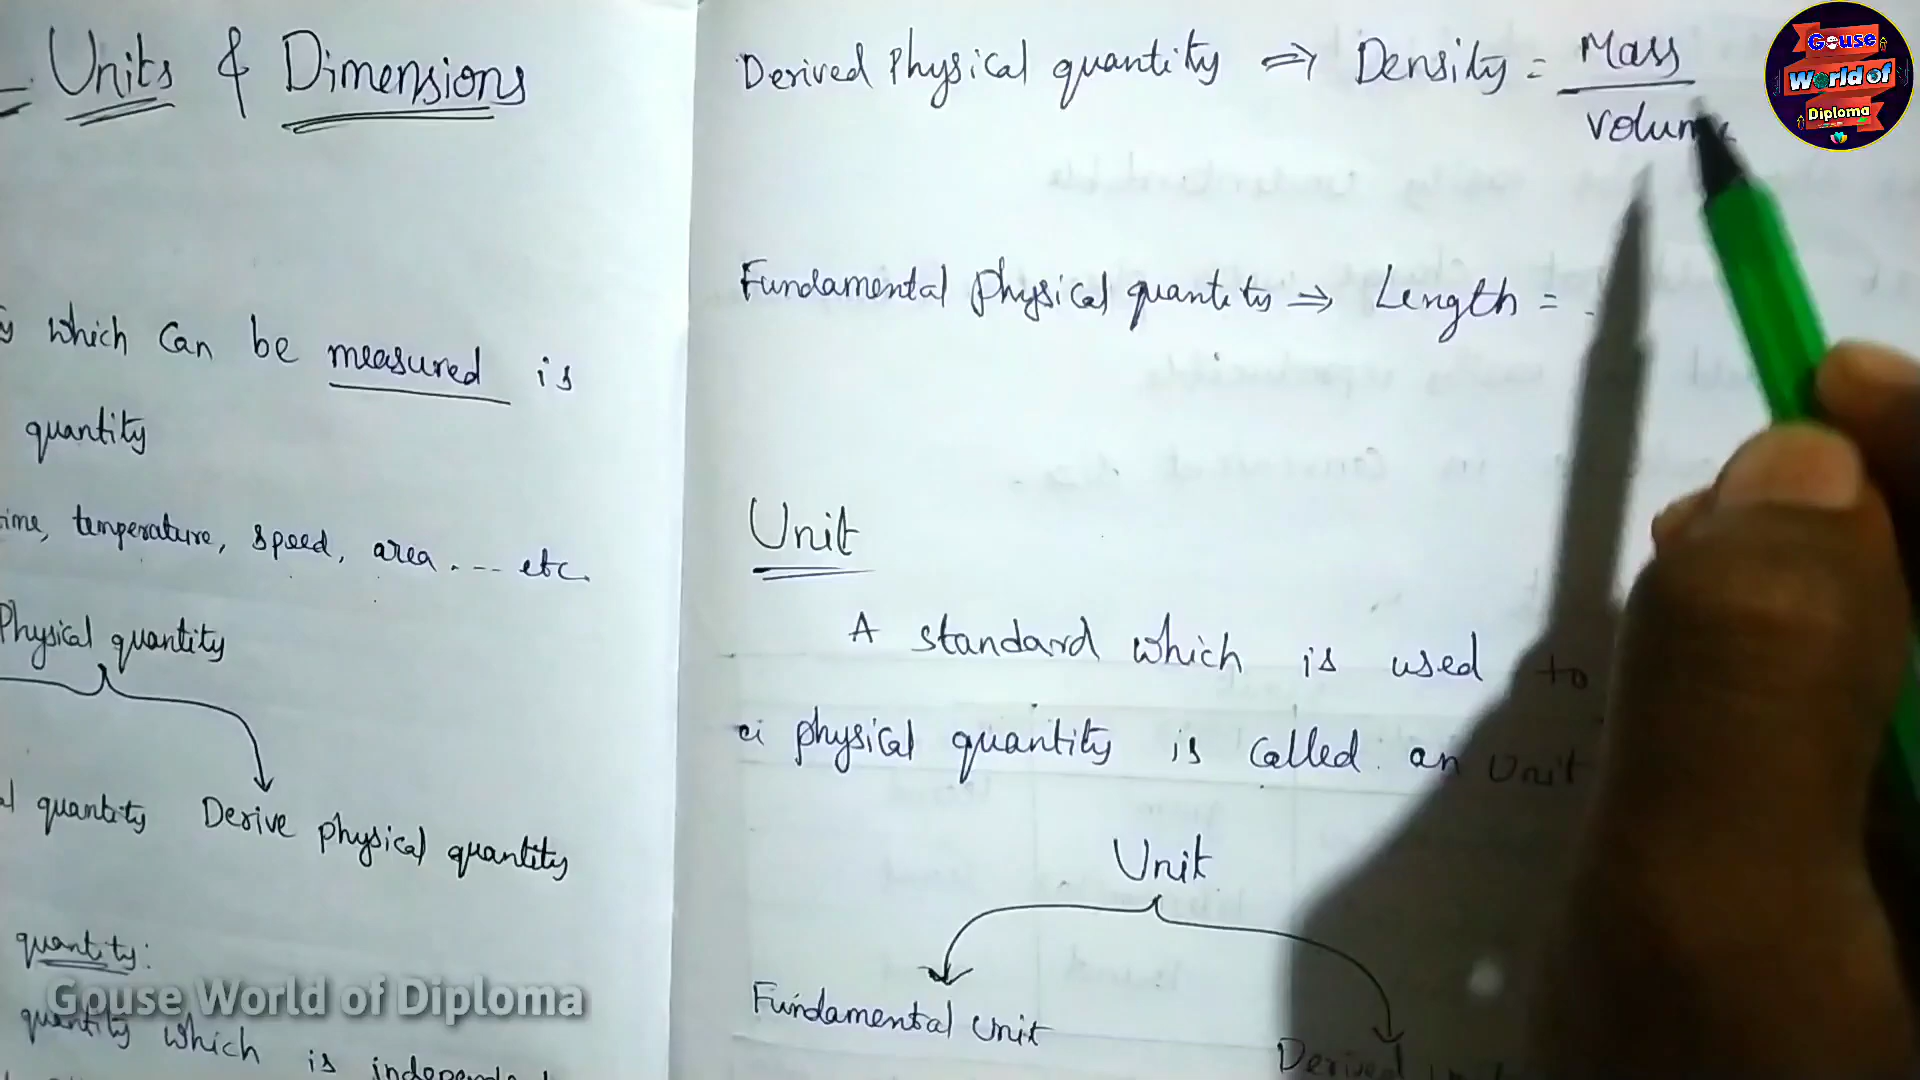 Units & Dimensions
which can be measured is
quantity
time, temperature, speed, area.--- etc.
Physical quantity
quantity Derive physical quantity
quantity:
quantity which is
Derived Physical quantity ⇒ Density = Mass
Volume
Fundamental Physical quantity ⇒ Length =
Unit
A standard which is used to
physical quantity is called an Unit
Unit
Fundamental Unit
Derived
Gouse
World of
Diploma
Gouse World of Diploma